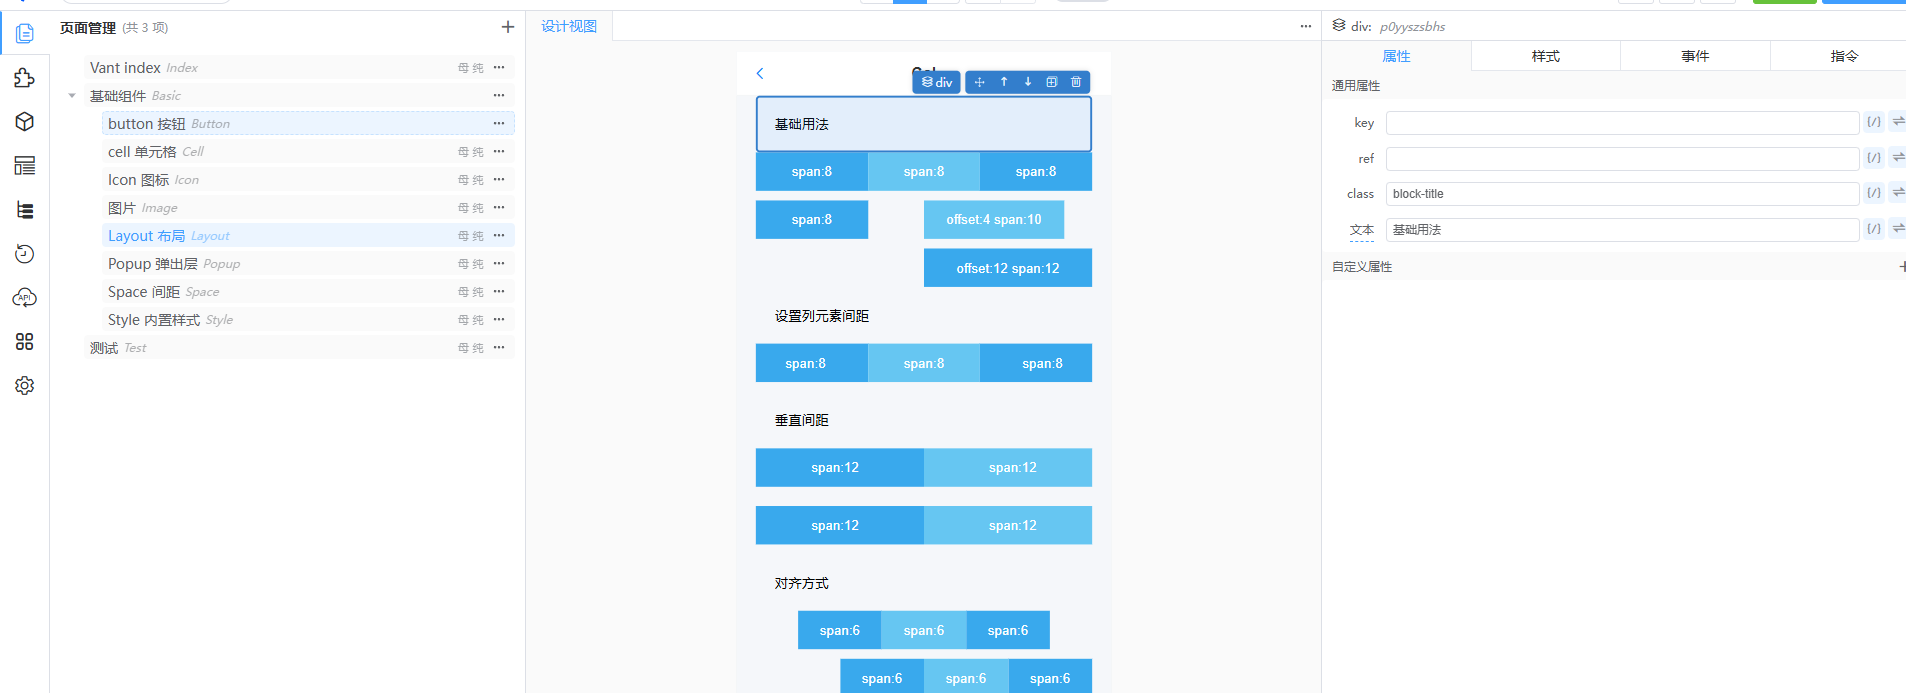 页面管理 (共 3 项)
Vant index Index 母 纯
基础组件 Basic
button 按钮 Button
cell 单元格 Cell 母 纯
Icon 图标 Icon 母 纯
图片 Image 母 纯
Layout 布局 Layout 母 纯
Popup 弹出层 Popup 母 纯
Space 间距 Space 母 纯
Style 内置样式 Style 母 纯
测试 Test 母 纯
API
设计视图
div
基础用法
span:8 span:8 span:8
span:8 offset:4 span:10
offset:12 span:12
设置列元素间距
span:8 span:8 span:8
垂直间距
span:12 span:12
span:12 span:12
对齐方式
span:6 span:6 span:6
span:6 span:6 span:6
div: p0yyszsbhs
属性 样式 事件 指令
通用属性
key {/}
ref {/}
class block-title {/}
文本 基础用法 {/}
自定义属性